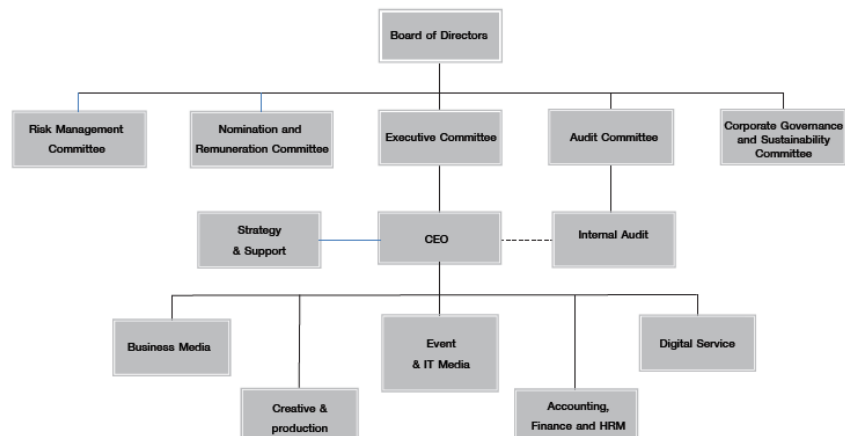 Board of Directors
Risk Management
Committee
Nomination and
Remuneration Committee
Executive Committee
Audit Committee
Corporate Governance
and Sustainability
Committee
Strategy
& Support
CEO
Internal Audit
Business Media
Event
& IT Media
Digital Service
Creative &
production
Accounting,
Finance and HRM